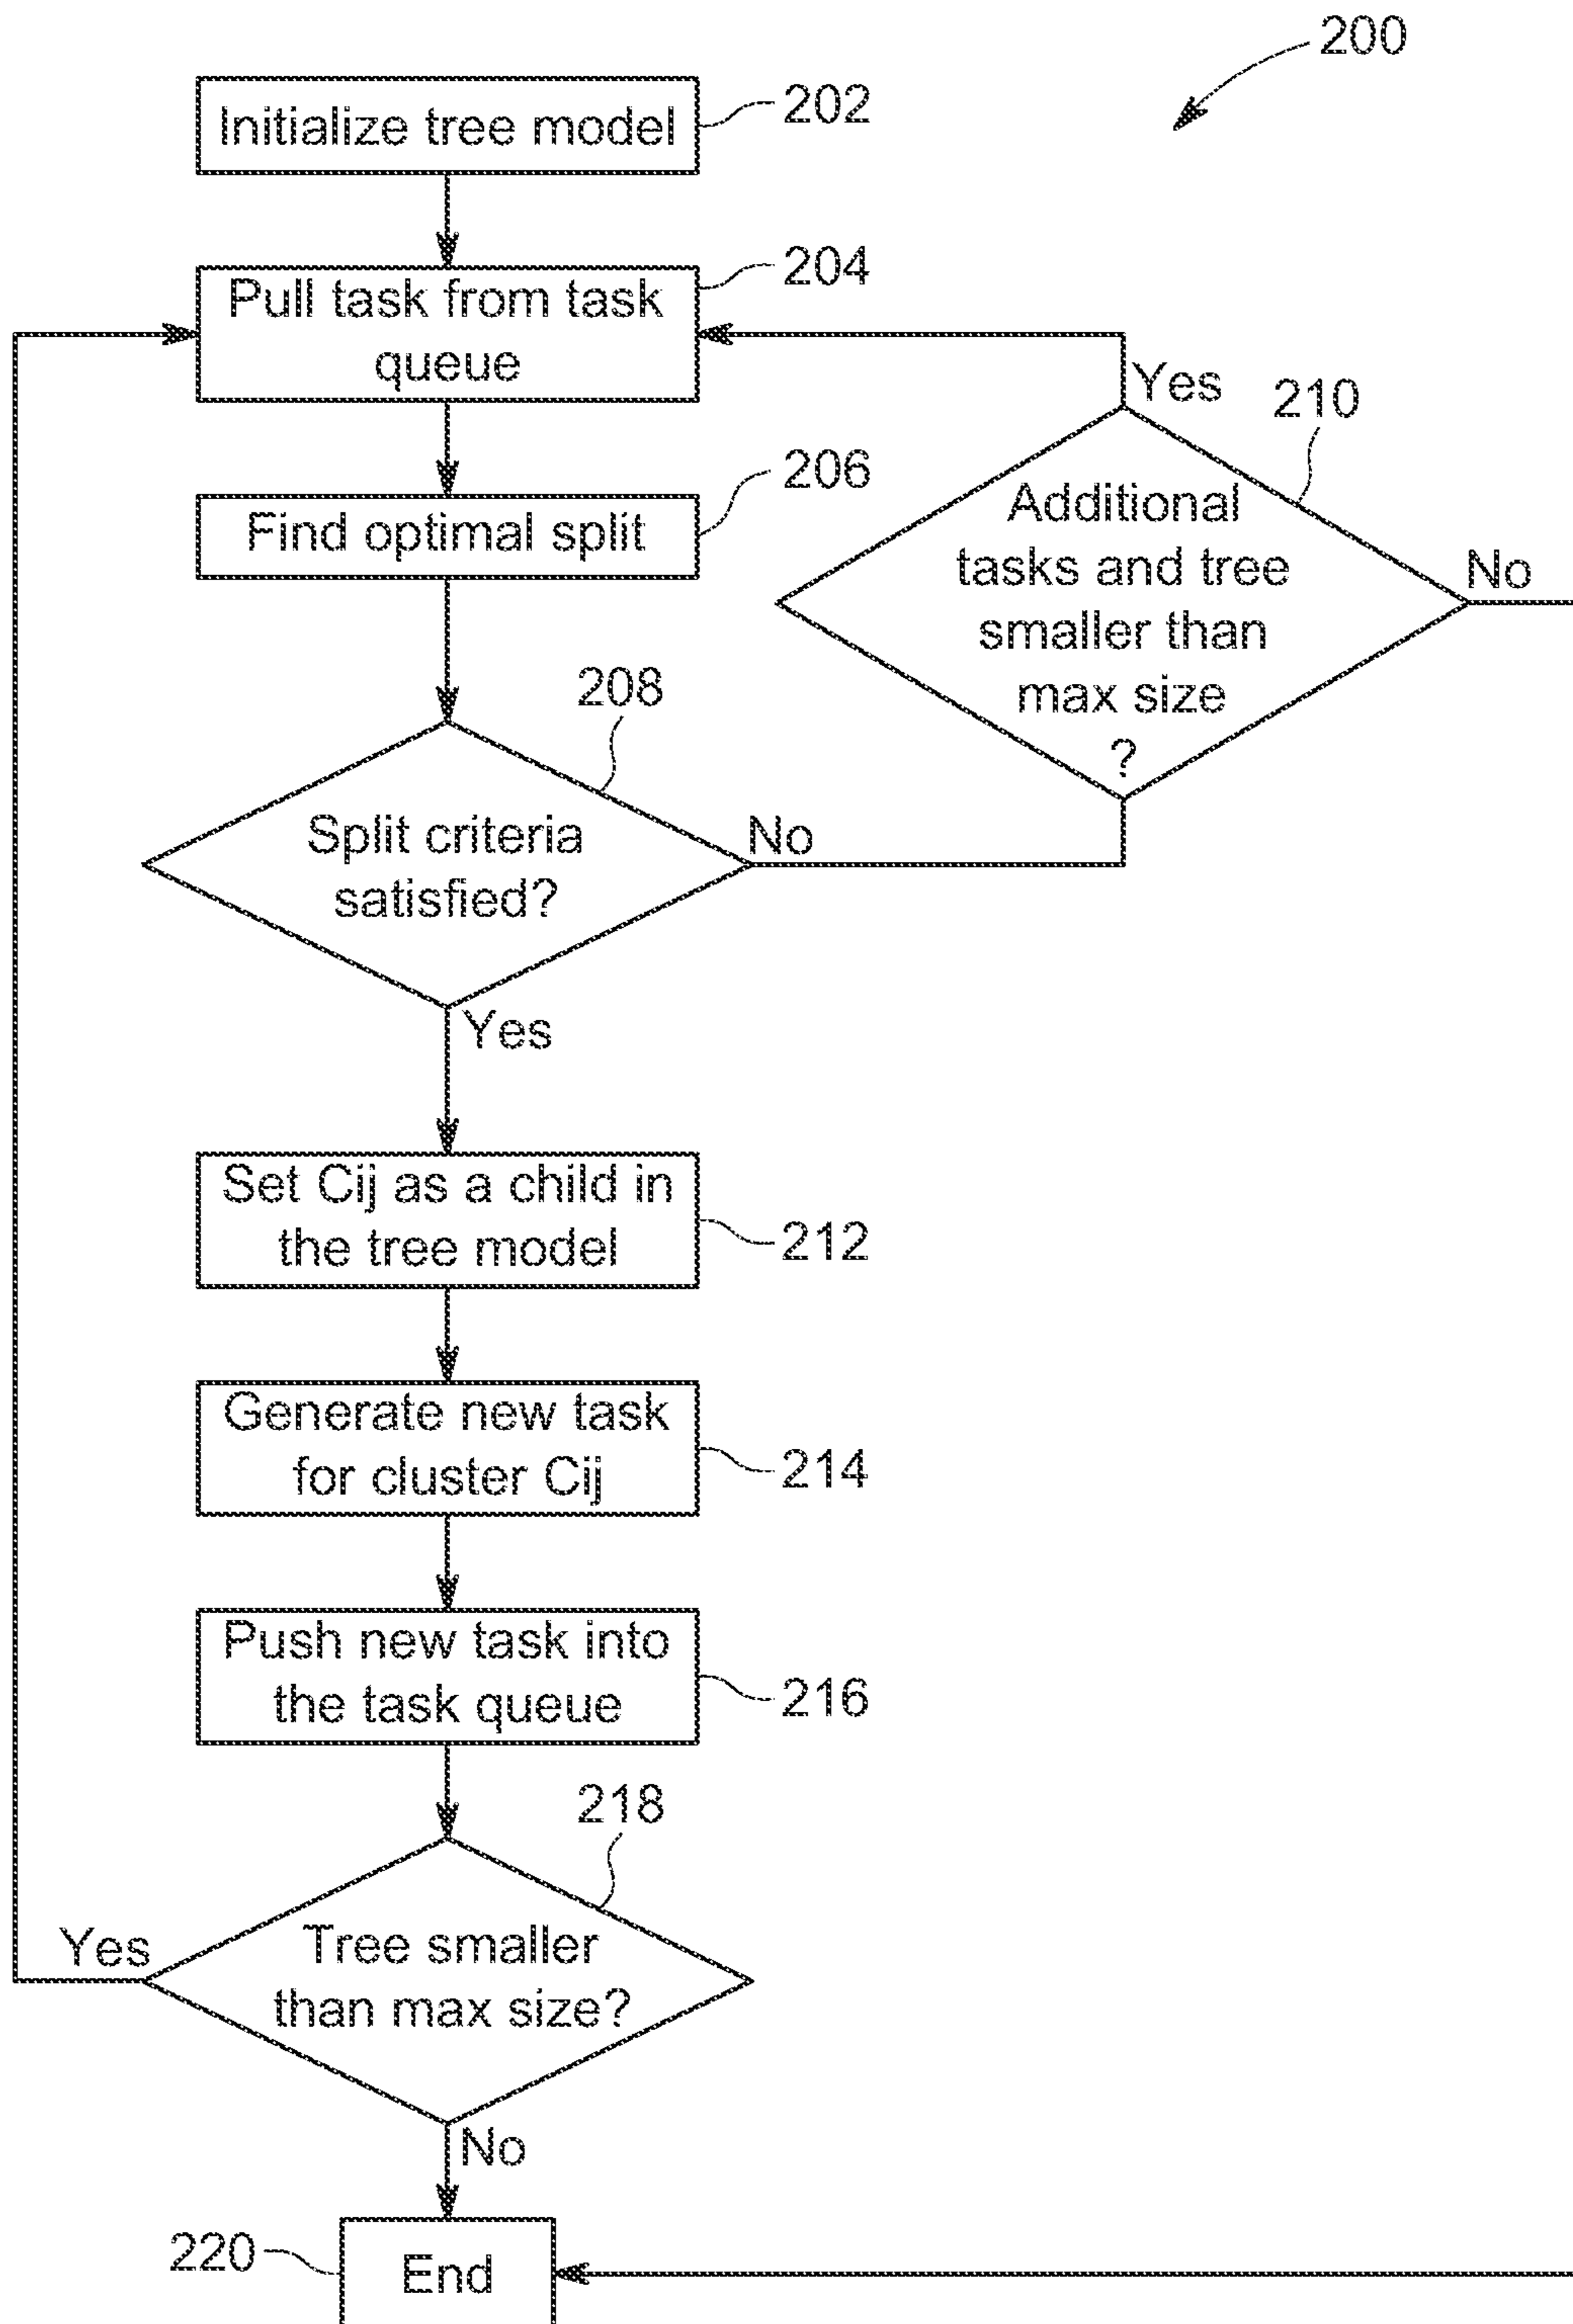 200
Initialize tree model
202
Pull task from task
queue
204
Find optimal split
206
Yes
210
Additional
tasks and tree
smaller than
max size
?
No
208
Split criteria
satisfied?
No
Yes
Set Cij as a child in
the tree model
212
Generate new task
for cluster Cij
214
Push new task into
the task queue
216
218
Tree smaller
than max size?
Yes
No
220
End